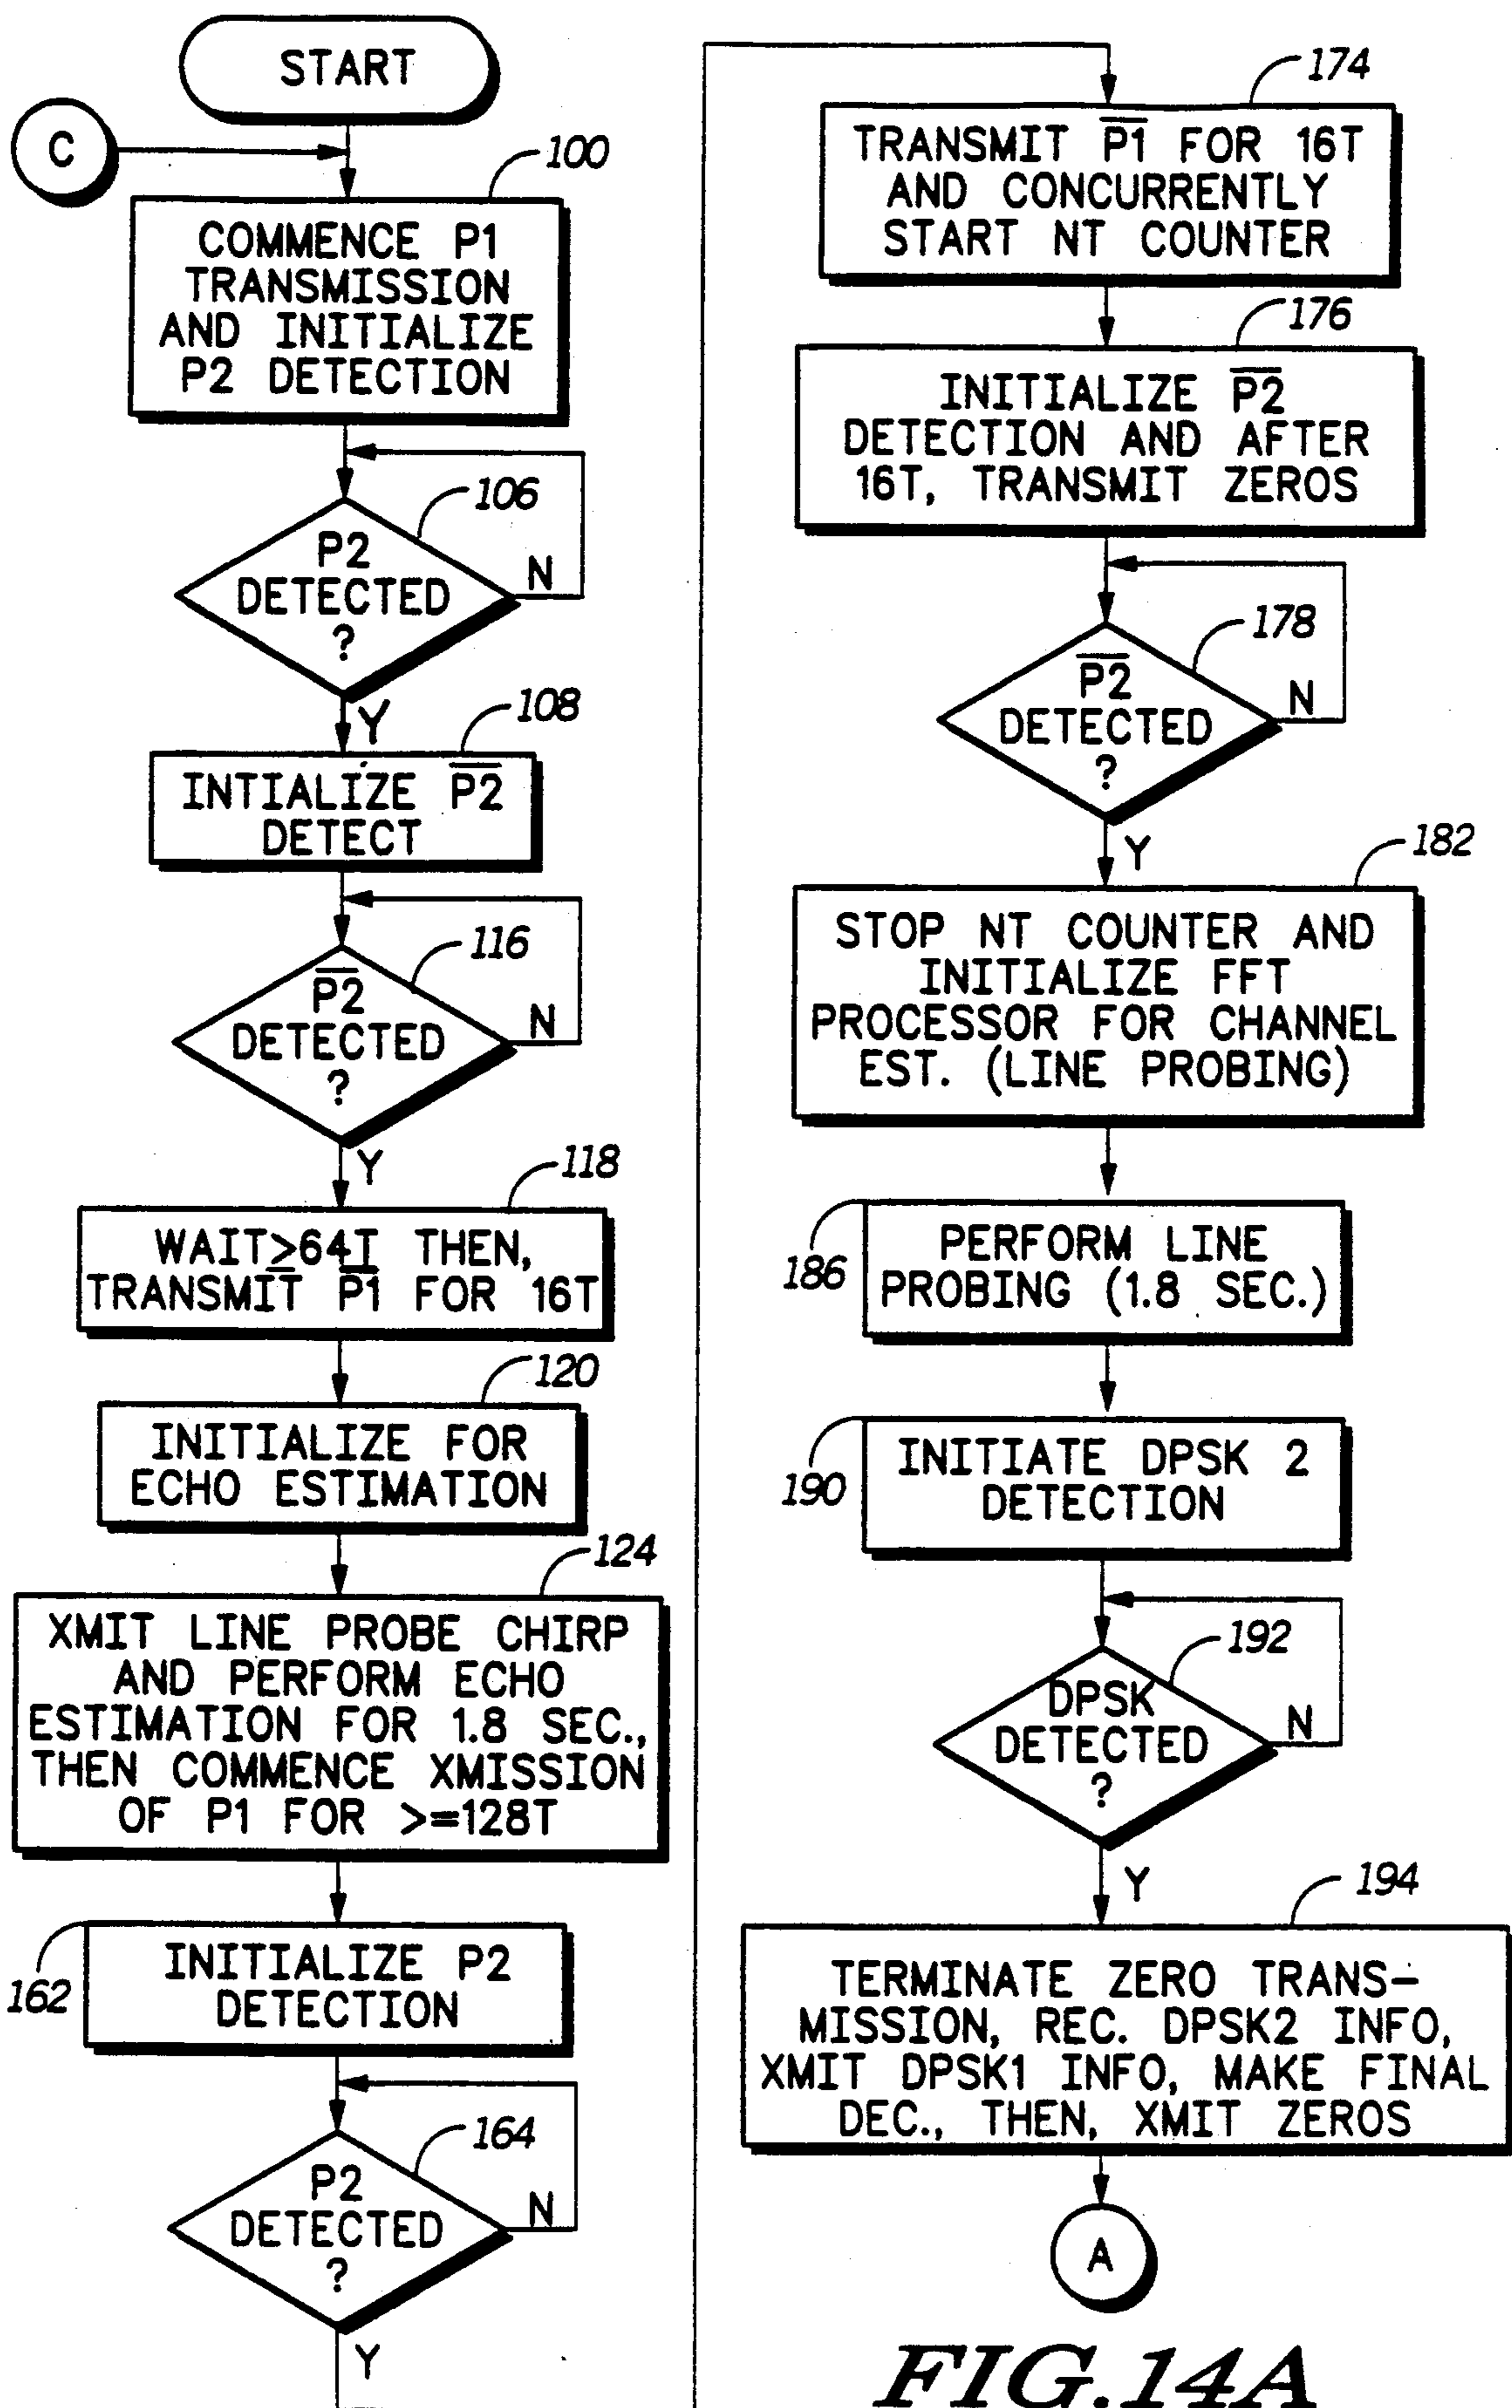 START
C
100
COMMENCE P1
TRANSMISSION
AND INITIALIZE
P2 DETECTION
106
P2
DETECTED
?
N
Y
108
INTIALIZE P̅2̅
DETECT
116
P̅2̅
DETECTED
?
N
Y
118
WAIT≥64T THEN,
TRANSMIT P̅1̅ FOR 16T
120
INITIALIZE FOR
ECHO ESTIMATION
124
XMIT LINE PROBE CHIRP
AND PERFORM ECHO
ESTIMATION FOR 1.8 SEC.,
THEN COMMENCE XMISSION
OF P1 FOR >=128T
162
INITIALIZE P2
DETECTION
164
P2
DETECTED
?
N
Y
174
TRANSMIT P̅1̅ FOR 16T
AND CONCURRENTLY
START NT COUNTER
176
INITIALIZE P̅2̅
DETECTION AND AFTER
16T, TRANSMIT ZEROS
178
P̅2̅
DETECTED
?
N
Y
182
STOP NT COUNTER AND
INITIALIZE FFT
PROCESSOR FOR CHANNEL
EST. (LINE PROBING)
186
PERFORM LINE
PROBING (1.8 SEC.)
190
INITIATE DPSK 2
DETECTION
192
DPSK
DETECTED
?
N
Y
194
TERMINATE ZERO TRANS-
MISSION, REC. DPSK2 INFO,
XMIT DPSK1 INFO, MAKE FINAL
DEC., THEN, XMIT ZEROS
A
FIG.14A